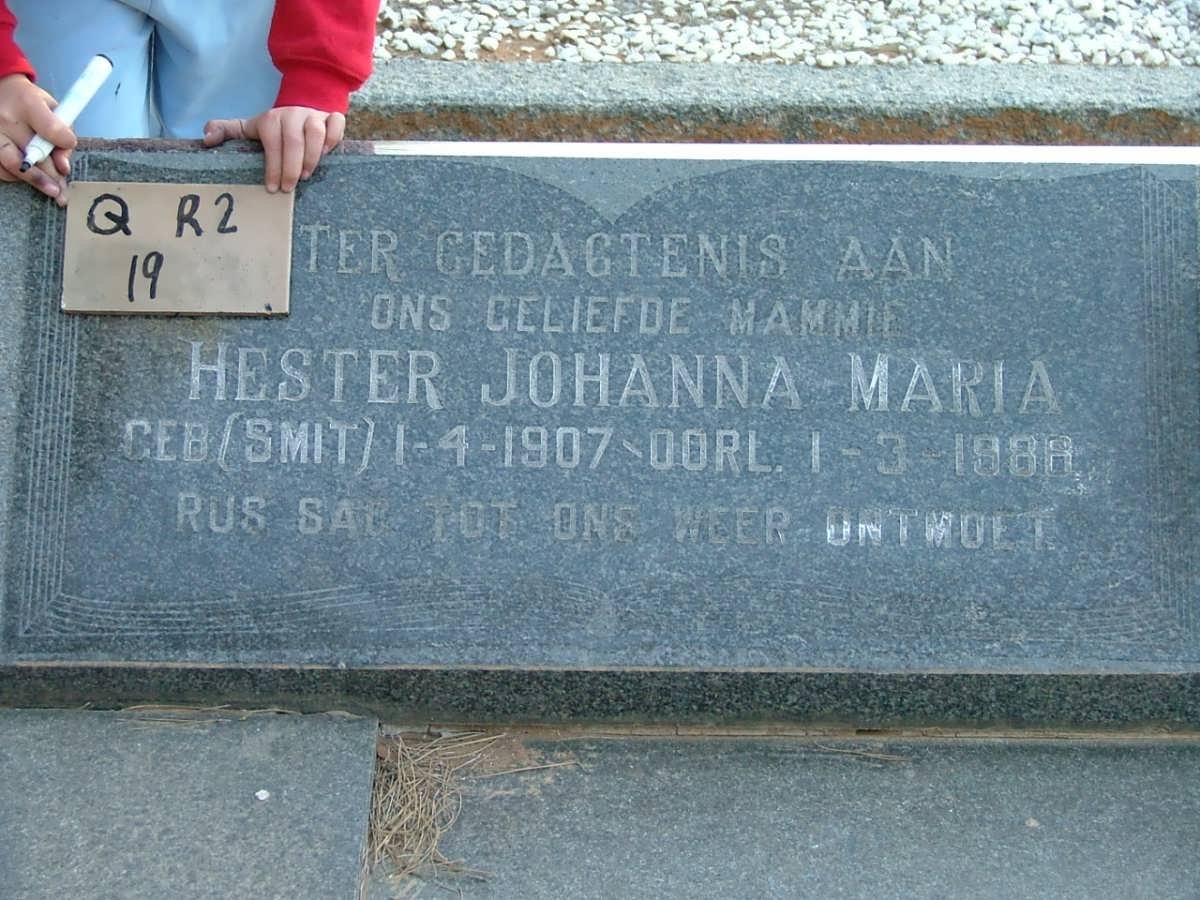 Q R2
19
TER GEDAGTENIS AAN
ONS GELIEFDE MAMMIE
HESTER JOHANNA MARIA
GEB (SMIT) 1-4-1907 - OORL. 1-3-1988
RUS SAG TOT ONS WEER ONTMOET.